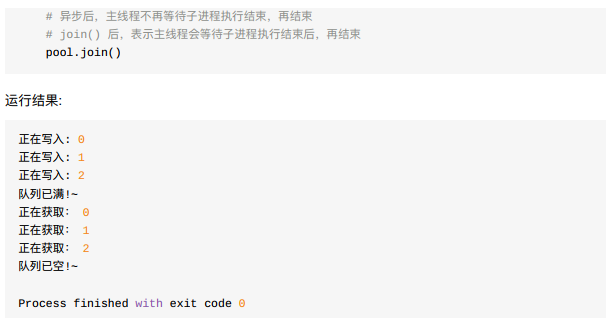 # 异步后，主线程不再等待子进程执行结束，再结束
# join() 后，表示主线程会等待子进程执行结束后，再结束
pool.join()
运行结果:
正在写入: 0
正在写入: 1
正在写入: 2
队列已满!~
正在获取: 0
正在获取: 1
正在获取: 2
队列已空!~
Process finished with exit code 0